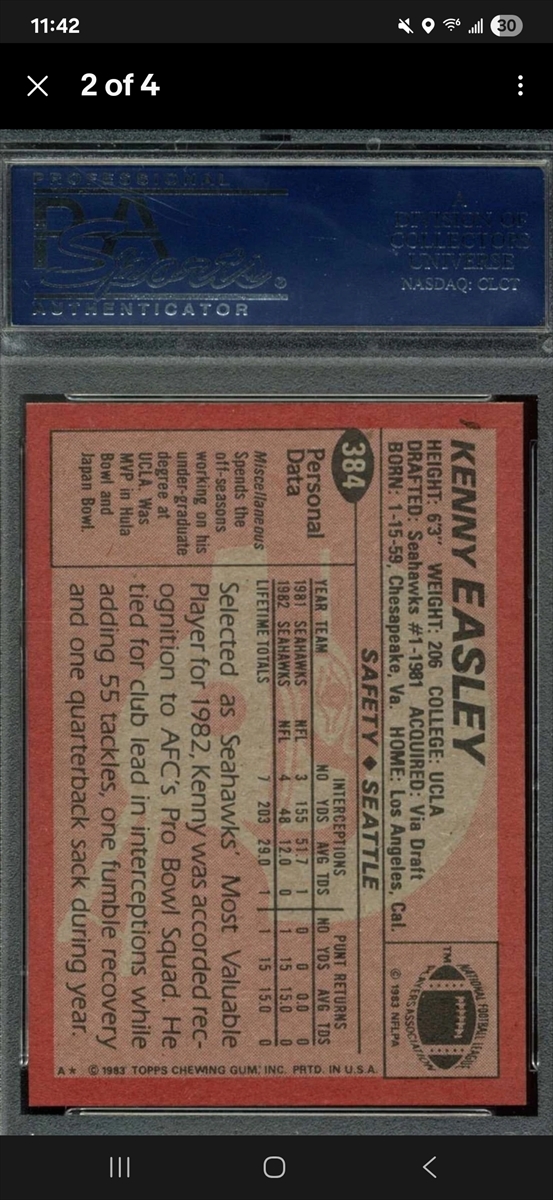 11:42
30
2 of 4
PROFESSIONAL
PSA
Sports®
AUTHENTICATOR
A
DIVISION OF
COLLECTORS
UNIVERSE
NASDAQ: CLCT
384
KENNY EASLEY
HEIGHT: 6'3" WEIGHT: 206 COLLEGE: UCLA
DRAFTED: Seahawks #1-1981 ACQUIRED: Via Draft
BORN: 1-15-59, Chesapeake, Va. HOME: Los Angeles, Cal.
SAFETY ♦ SEATTLE
NATIONAL FOOTBALL LEAGUE
PLAYERS ASSOCIATION
TM
© 1983 NFLPA
Personal
Data
Miscellaneous
Spends the
off-seasons
working on his
under-graduate
degree at
UCLA. Was
MVP in Hula
Bowl and
Japan Bowl.
INTERCEPTIONS PUNT RETURNS
YEAR TEAM NO YDS AVG TDS NO YDS AVG TDS
1981 SEAHAWKS NFL 3 155 51.7 1 0 0 0.0 0
1982 SEAHAWKS NFL 4 48 12.0 0 1 15 15.0 0
LIFETIME TOTALS 7 203 29.0 1 1 15 15.0 0
Selected as Seahawks' Most Valuable
Player for 1982, Kenny was accorded rec-
ognition to AFC's Pro Bowl Squad. He
tied for club lead in interceptions while
adding 55 tackles, one fumble recovery
and one quarterback sack during year.
A* © 1983 TOPPS CHEWING GUM, INC. PRTD. IN U.S.A.